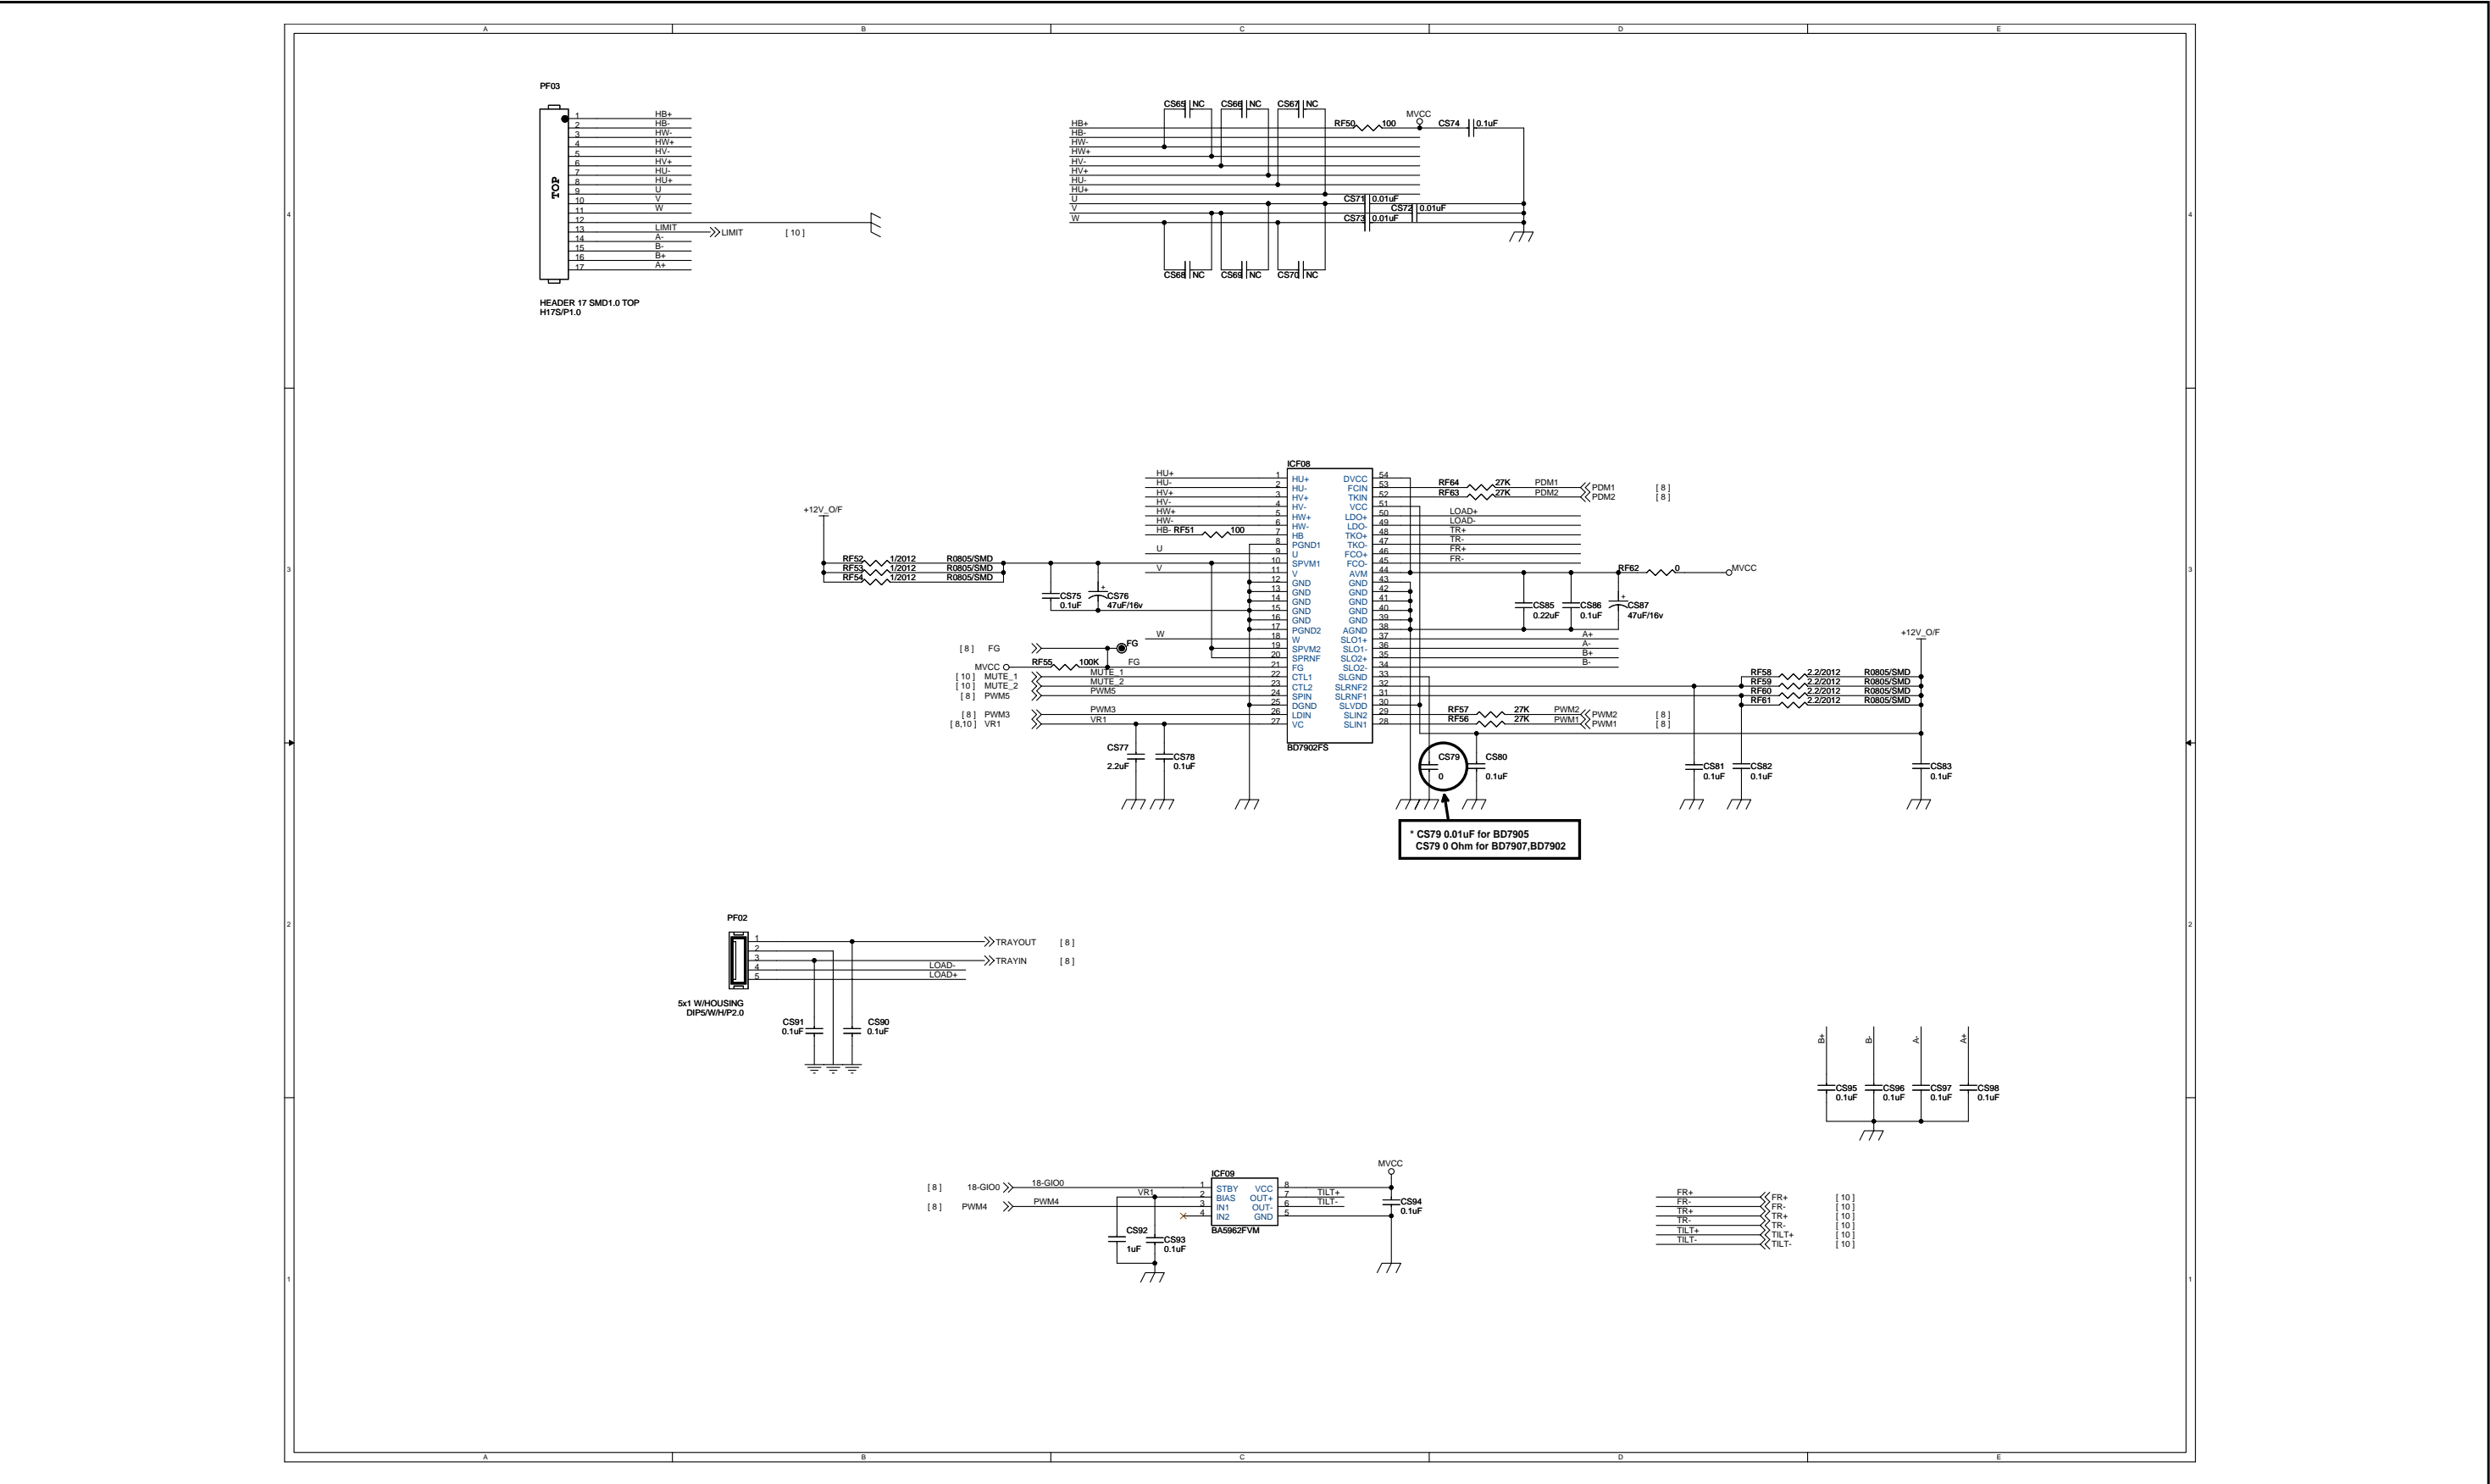 A B C D E
PF03
TOP
1 HB+
2 HB-
3 HW-
4 HW+
5 HV-
6 HV+
7 HU-
8 HU+
9 U
10 V
11 W
12
13 LIMIT LIMIT [ 10 ]
14 A-
15 B-
16 B+
17 A+
HEADER 17 SMD1.0 TOP
H17S/P1.0
CS65 NC CS66 NC CS67 NC
MVCC
HB+ RF50 100 CS74 0.1uF
HB-
HW-
HW+
HV-
HV+
HU-
HU+
U CS71 0.01uF
V CS72 0.01uF
W CS73 0.01uF
CS68 NC CS69 NC CS70 NC
4 4
ICF08
HU+ 1 HU+ DVCC 54
HU- 2 HU- FCIN 53 RF64 27K PDM1 PDM1 [ 8 ]
HV+ 3 HV+ TKIN 52 RF63 27K PDM2 PDM2 [ 8 ]
HV- 4 HV- VCC 51
HW+ 5 HW+ LDO+ 50 LOAD+
HW- 6 HW- LDO- 49 LOAD-
HB- RF51 100 7 HB TKO+ 48 TR+
8 PGND1 TKO- 47 TR-
U 9 U FCO+ 46 FR+
10 SPVM1 FCO- 45 FR-
V 11 V AVM 44 RF62 0 MVCC
12 GND GND 43
13 GND GND 42
14 GND GND 41
15 GND GND 40
16 GND GND 39
17 PGND2 AGND 38
W 18 W SLO1+ 37 A+
19 SPVM2 SLO1- 36 A-
20 SPRNF SLO2+ 35 B+
21 FG SLO2- 34 B-
22 CTL1 SLGND 33
23 CTL2 SLRNF2 32
24 SPIN SLRNF1 31
25 DGND SLVDD 30
26 LDIN SLIN2 29 RF57 27K PWM2 PWM2 [ 8 ]
27 VC SLIN1 28 RF56 27K PWM1 PWM1 [ 8 ]
BD7902FS
+12V_O/F
RF52 1/2012 R0805/SMD
RF53 1/2012 R0805/SMD
RF54 1/2012 R0805/SMD
CS75
0.1uF
+
CS76
47uF/16v
3 3
CS85
0.22uF
CS86
0.1uF
+
CS87
47uF/16v
[ 8 ] FG FG
MVCC RF55 100K FG
[ 10 ] MUTE_1 MUTE_1
[ 10 ] MUTE_2 MUTE_2
[ 8 ] PWM5 PWM5
[ 8 ] PWM3 PWM3
[ 8,10 ] VR1 VR1
+12V_O/F
RF58 2.2/2012 R0805/SMD
RF59 2.2/2012 R0805/SMD
RF60 2.2/2012 R0805/SMD
RF61 2.2/2012 R0805/SMD
CS77
2.2uF
CS78
0.1uF
CS79
0
CS80
0.1uF
CS81
0.1uF
CS82
0.1uF
CS83
0.1uF
* CS79 0.01uF for BD7905
CS79 0 Ohm for BD7907,BD7902
PF02
1 TRAYOUT [ 8 ]
2
3 TRAYIN [ 8 ]
4 LOAD-
5 LOAD+
5x1 W/HOUSING
DIP5/W/H/P2.0
2 2
CS91
0.1uF
CS90
0.1uF
B+ B- A- A+
CS95
0.1uF
CS96
0.1uF
CS97
0.1uF
CS98
0.1uF
MVCC
ICF09
[ 8 ] 18-GIO0 18-GIO0 1 STBY VCC 8
VR1 2 BIAS OUT+ 7 TILT+
[ 8 ] PWM4 PWM4 3 IN1 OUT- 6 TILT-
4 IN2 GND 5
BA5962FVM
CS94
0.1uF
CS92
1uF
CS93
0.1uF
FR+ FR+ [ 10 ]
FR- FR- [ 10 ]
TR+ TR+ [ 10 ]
TR- TR- [ 10 ]
TILT+ TILT+ [ 10 ]
TILT- TILT- [ 10 ]
1 1
A B C D E